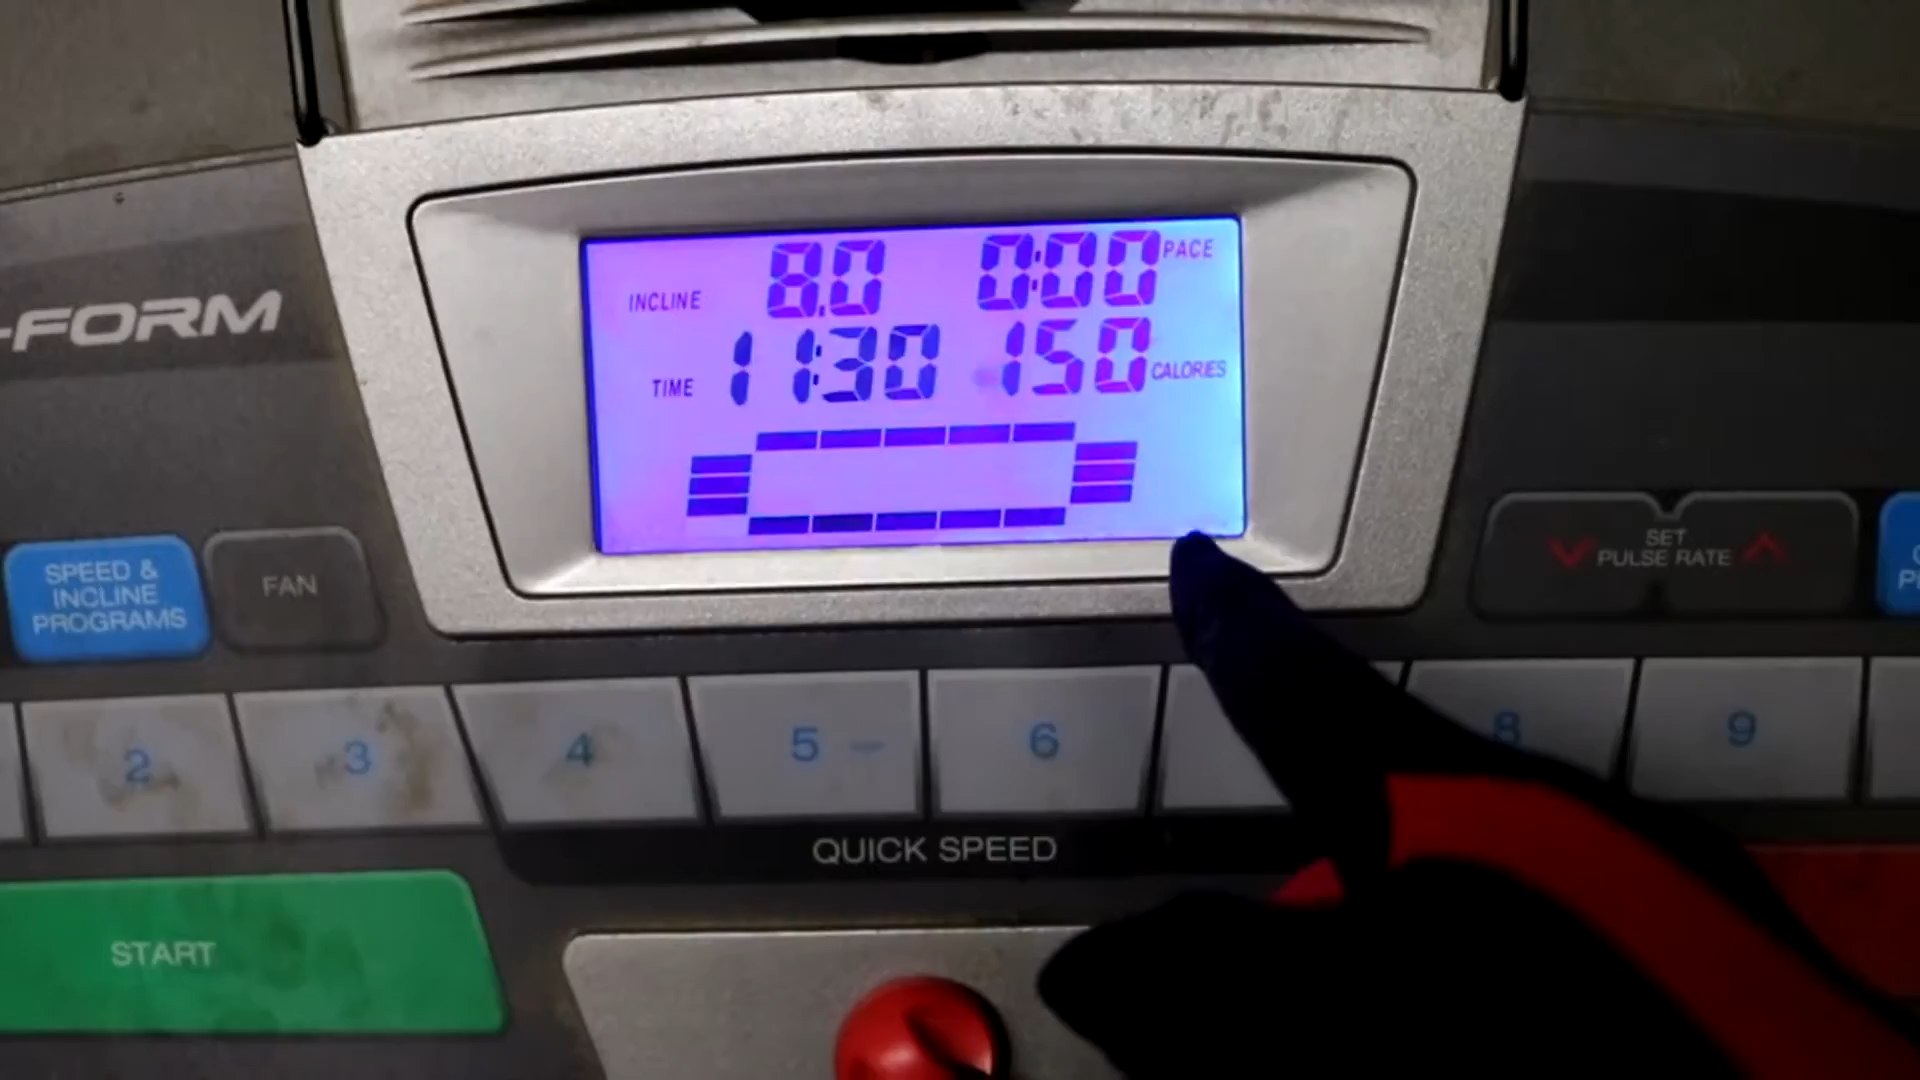 INCLINE 8.0 0:00 PACE
TIME 11:30 150 CALORIES
-FORM
SPEED &
INCLINE
PROGRAMS
FAN
SET
PULSE RATE
2 3 4 5 6 8 9
QUICK SPEED
START